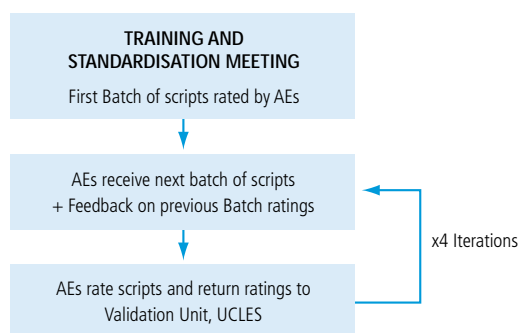 TRAINING AND
STANDARDISATION MEETING
First Batch of scripts rated by AEs
AEs receive next batch of scripts
+ Feedback on previous Batch ratings
x4 Iterations
AEs rate scripts and return ratings to
Validation Unit, UCLES